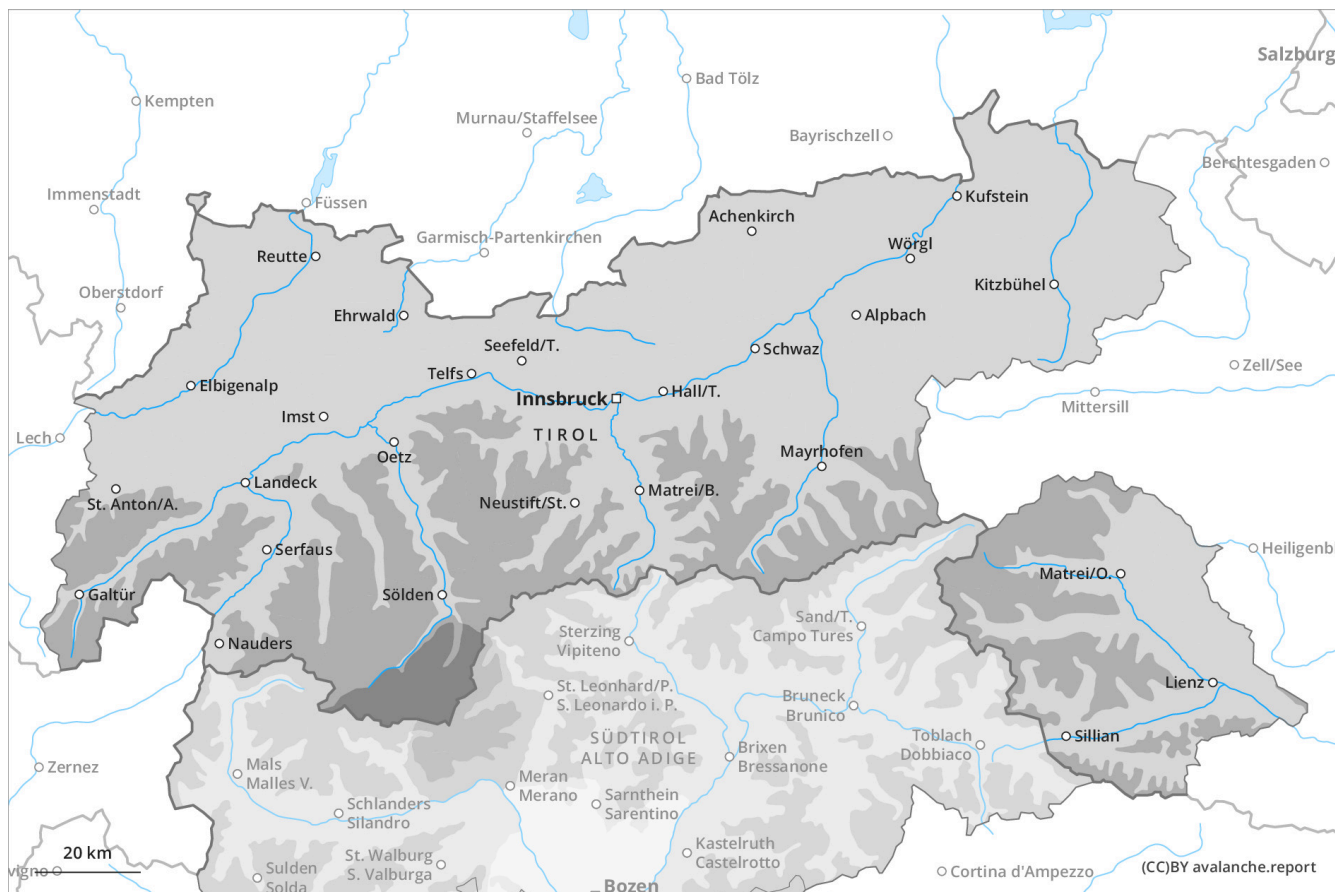 Salzburg
Bad Tölz
Kempten
Murnau/Staffelsee
Bayrischzell
Berchtesgaden
Immenstadt
Füssen
Kufstein
Achenkirch
Garmisch-Partenkirchen
Wörgl
Reutte
Kitzbühel
Oberstdorf
Ehrwald
Alpbach
Seefeld/T.
Schwaz
Zell/See
Telfs
Elbigenalp
Innsbruck
Hall/T.
Mittersill
Imst
TIROL
Lech
Oetz
Mayrhofen
Landeck
Matrei/B.
St. Anton/A.
Neustift/St.
Serfaus
Heiligenb
Matrei/O.
Galtür
Sölden
Sand/T.
Campo Tures
Sterzing
Vipiteno
Nauders
Lienz
St. Leonhard/P.
S. Leonardo i. P.
Bruneck
Brunico
SÜDTIROL
ALTO ADIGE
Toblach
Dobbiaco
Sillian
Brixen
Bressanone
Zernez
Mals
Malles V.
Meran
Merano
Schlanders
Silandro
Sarnthein
Sarentino
20 km
St. Walburg
S. Valburga
Kastelruth
Castelrotto
vigno
Sulden
Solda
Cortina d'Ampezzo
(CC)BY avalanche.report
Bozen